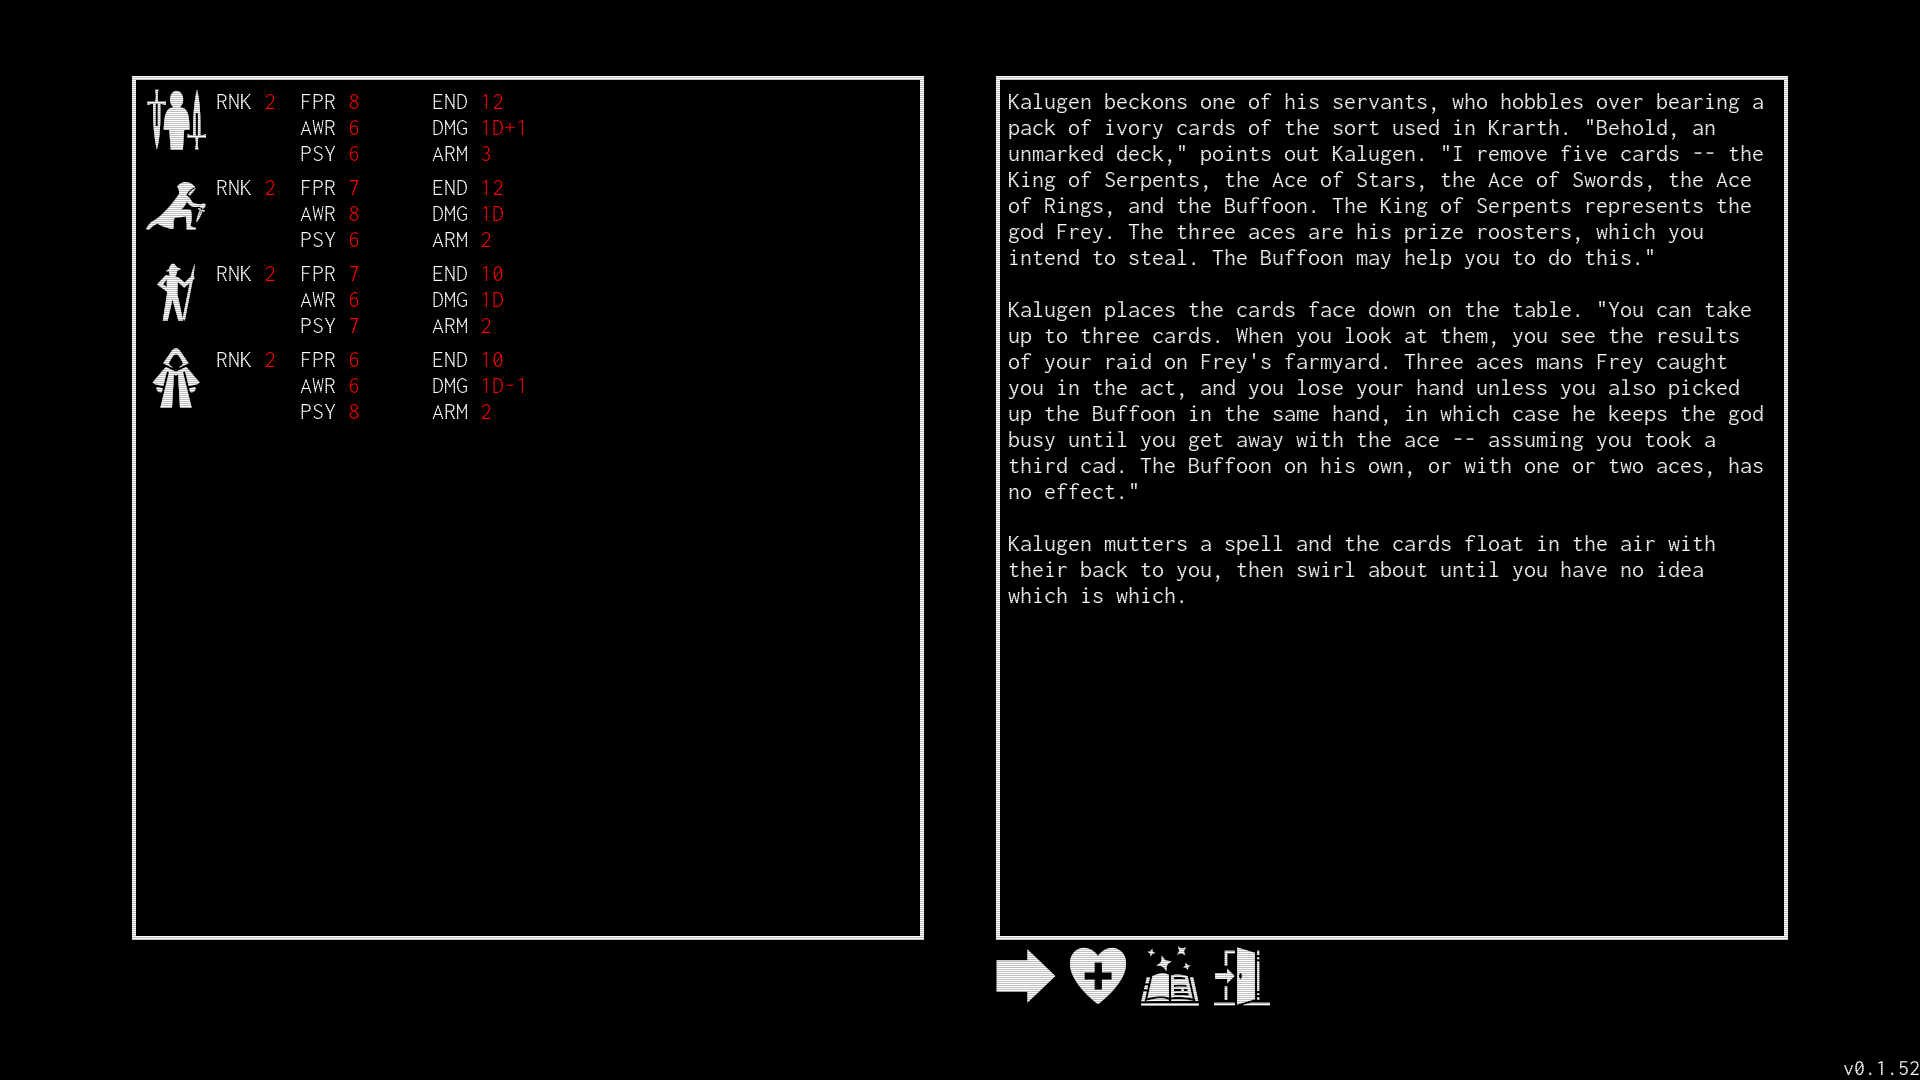 RNK 2 FPR 8 END 12
AWR 6 DMG 1D+1
PSY 6 ARM 3
RNK 2 FPR 7 END 12
AWR 8 DMG 1D
PSY 6 ARM 2
RNK 2 FPR 7 END 10
AWR 6 DMG 1D
PSY 7 ARM 2
RNK 2 FPR 6 END 10
AWR 6 DMG 1D-1
PSY 8 ARM 2
Kalugen beckons one of his servants, who hobbles over bearing a
pack of ivory cards of the sort used in Krarth. "Behold, an
unmarked deck," points out Kalugen. "I remove five cards -- the
King of Serpents, the Ace of Stars, the Ace of Swords, the Ace
of Rings, and the Buffoon. The King of Serpents represents the
god Frey. The three aces are his prize roosters, which you
intend to steal. The Buffoon may help you to do this."
Kalugen places the cards face down on the table. "You can take
up to three cards. When you look at them, you see the results
of your raid on Frey's farmyard. Three aces mans Frey caught
you in the act, and you lose your hand unless you also picked
up the Buffoon in the same hand, in which case he keeps the god
busy until you get away with the ace -- assuming you took a
third cad. The Buffoon on his own, or with one or two aces, has
no effect."
Kalugen mutters a spell and the cards float in the air with
their back to you, then swirl about until you have no idea
which is which.
v0.1.52